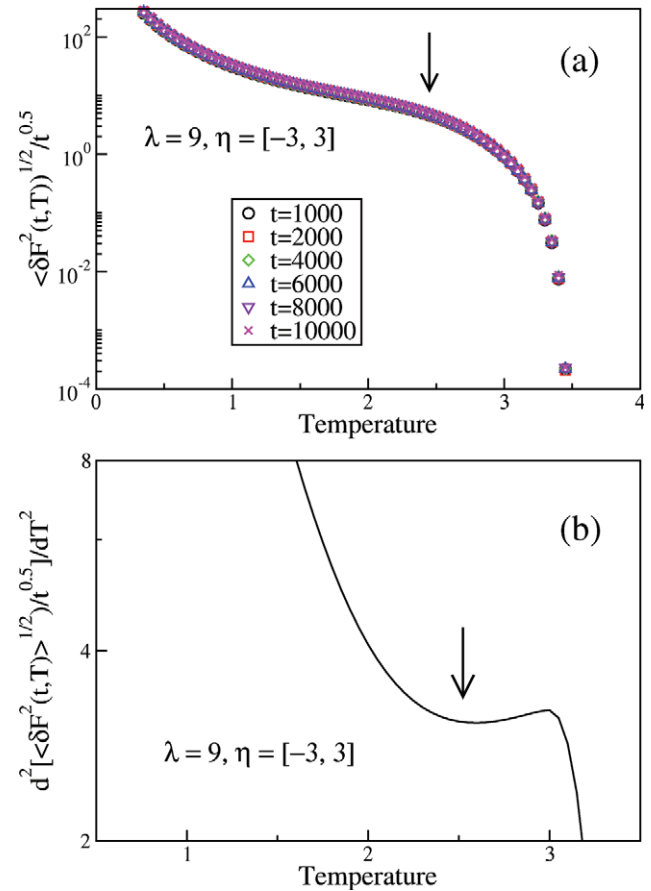 (a)
<δF²(t,T))^{1/2}/t^{0.5}
10²
10⁰
10⁻²
10⁻⁴
λ = 9, η = [−3, 3]
t=1000
t=2000
t=4000
t=6000
t=8000
t=10000
0 1 2 3 4
Temperature
(b)
d²[<δF²(t,T)>^{1/2})/t^{0.5}]/dT²
8
4
2
λ = 9, η = [−3, 3]
1 2 3
Temperature